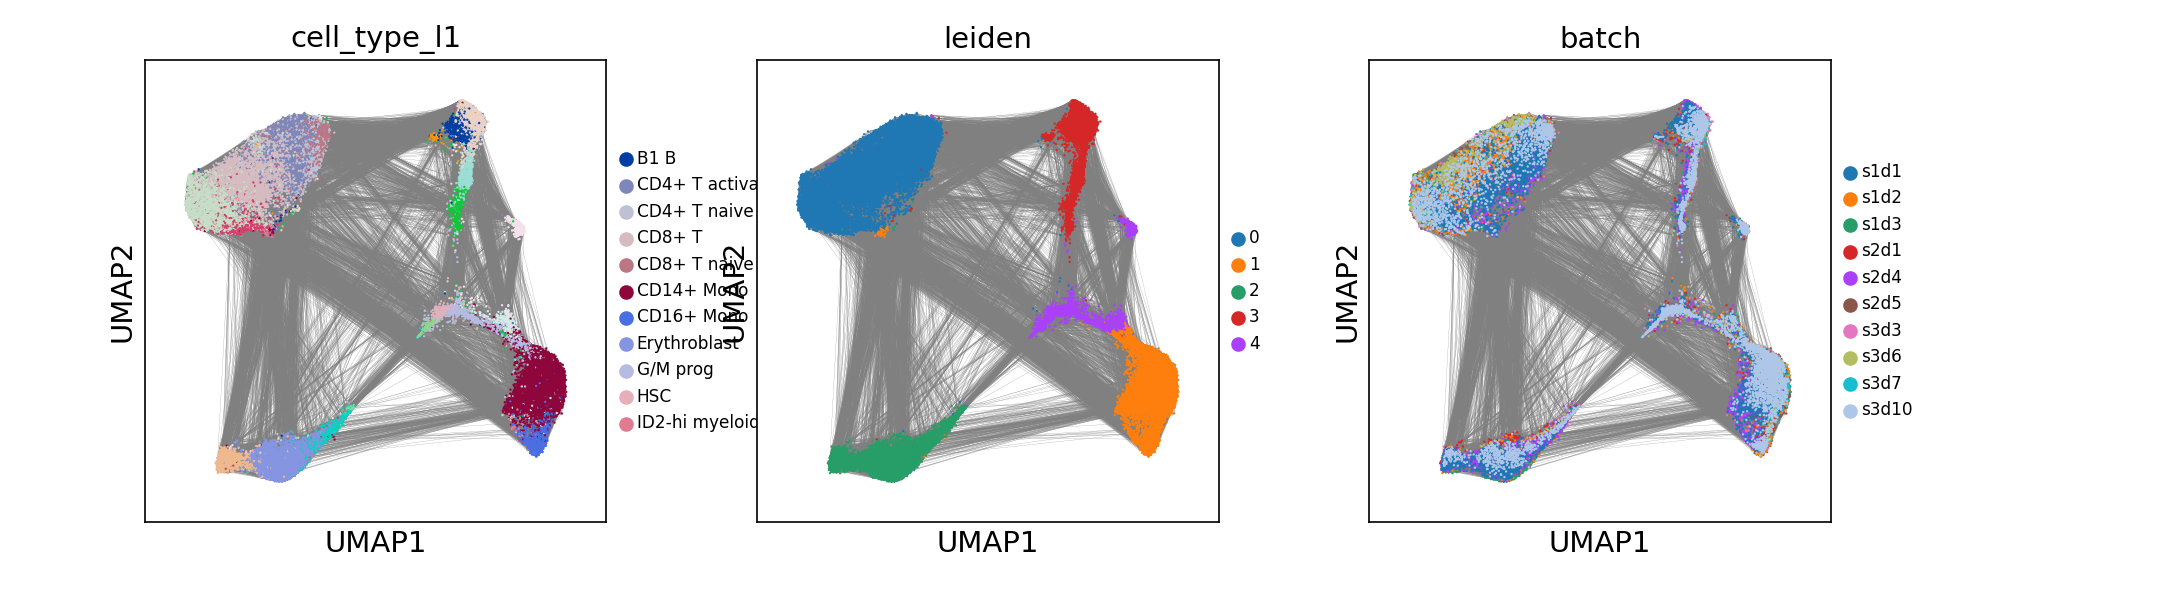 cell_type_l1
UMAP2
UMAP1
B1 B
CD4+ T activa
CD4+ T naive
CD8+ T
CD8+ T naive
CD14+ Mono
CD16+ Mono
Erythroblast
G/M prog
HSC
ID2-hi myeloid
leiden
UMAP2
UMAP1
0
1
2
3
4
batch
UMAP2
UMAP1
s1d1
s1d2
s1d3
s2d1
s2d4
s2d5
s3d3
s3d6
s3d7
s3d10